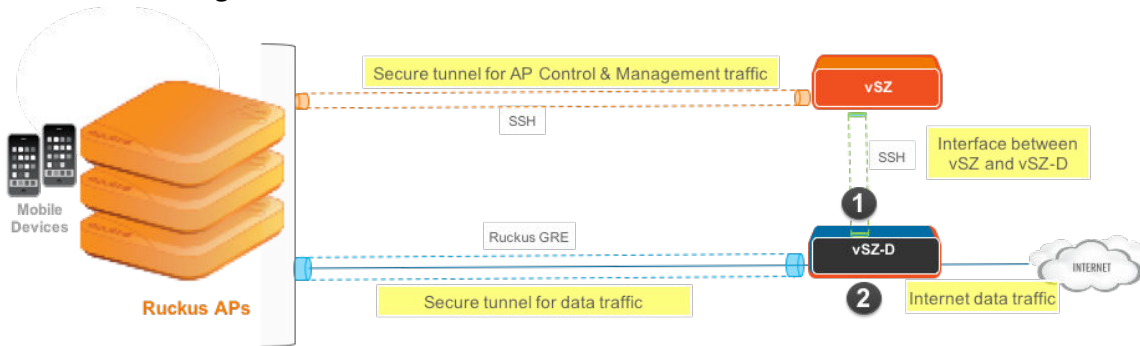 Secure tunnel for AP Control & Management traffic
vSZ
SSH
SSH
Interface between
vSZ and vSZ-D
Mobile
Devices
1
Ruckus GRE
vSZ-D
INTERNET
Ruckus APs
Secure tunnel for data traffic
2
Internet data traffic